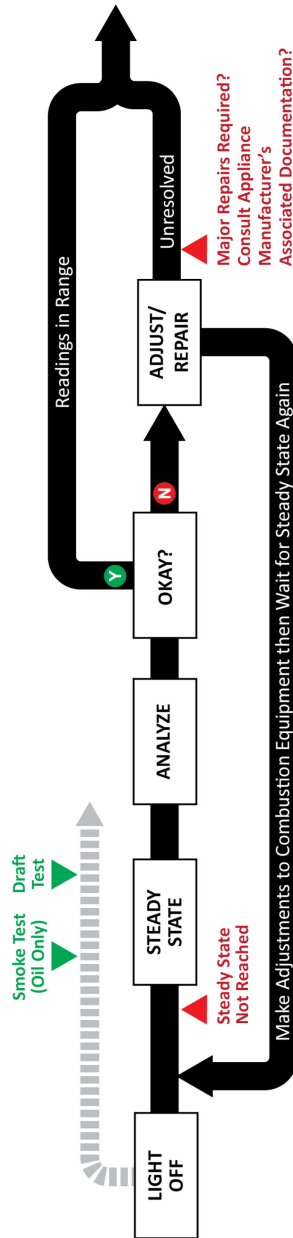 LIGHT
OFF
Smoke Test
(Oil Only)
Draft
Test
Steady State
Not Reached
STEADY
STATE
ANALYZE
OKAY?
Y
N
Readings in Range
ADJUST/
REPAIR
Unresolved
Major Repairs Required?
Consult Appliance
Manufacturer's
Associated Documentation?
Make Adjustments to Combustion Equipment then Wait for Steady State Again